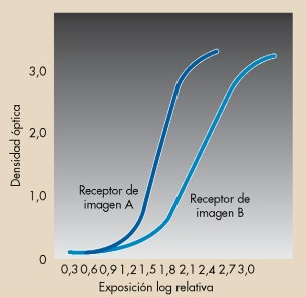 Densidad óptica
3,0
2,0
1,0
0
Receptor de
imagen A
Receptor de
imagen B
0,3 0,6 0,9 1,2 1,5 1,8 2,1 2,4 2,7 3,0
Exposición log relativa